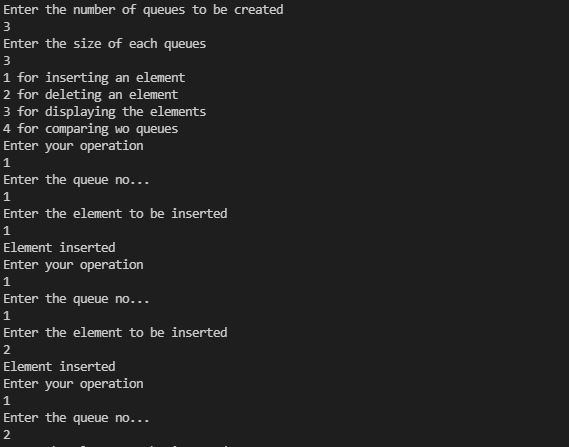 Enter the number of queues to be created
3
Enter the size of each queues
3
1 for inserting an element
2 for deleting an element
3 for displaying the elements
4 for comparing wo queues
Enter your operation
1
Enter the queue no...
1
Enter the element to be inserted
1
Element inserted
Enter your operation
1
Enter the queue no...
1
Enter the element to be inserted
2
Element inserted
Enter your operation
1
Enter the queue no...
2